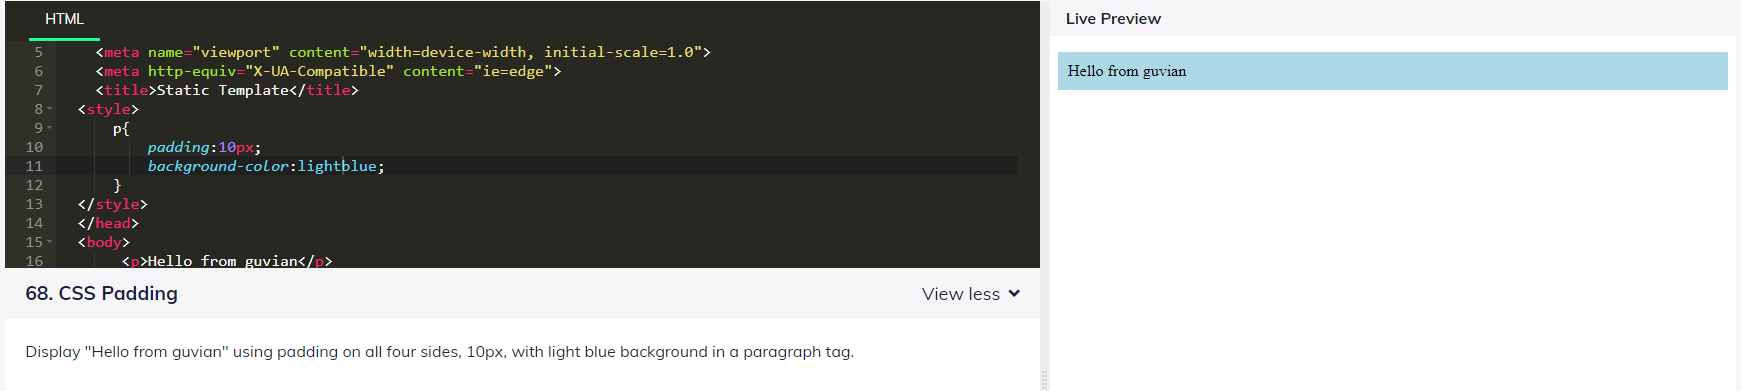 HTML
Live Preview
5 <meta name="viewport" content="width=device-width, initial-scale=1.0">
6 <meta http-equiv="X-UA-Compatible" content="ie=edge">
7 <title>Static Template</title>
8 <style>
9 p{
10 padding:10px;
11 background-color:lightblue;
12 }
13 </style>
14 </head>
15 <body>
16 <p>Hello from guvian</p>
Hello from guvian
68. CSS Padding
View less
Display "Hello from guvian" using padding on all four sides, 10px, with light blue background in a paragraph tag.